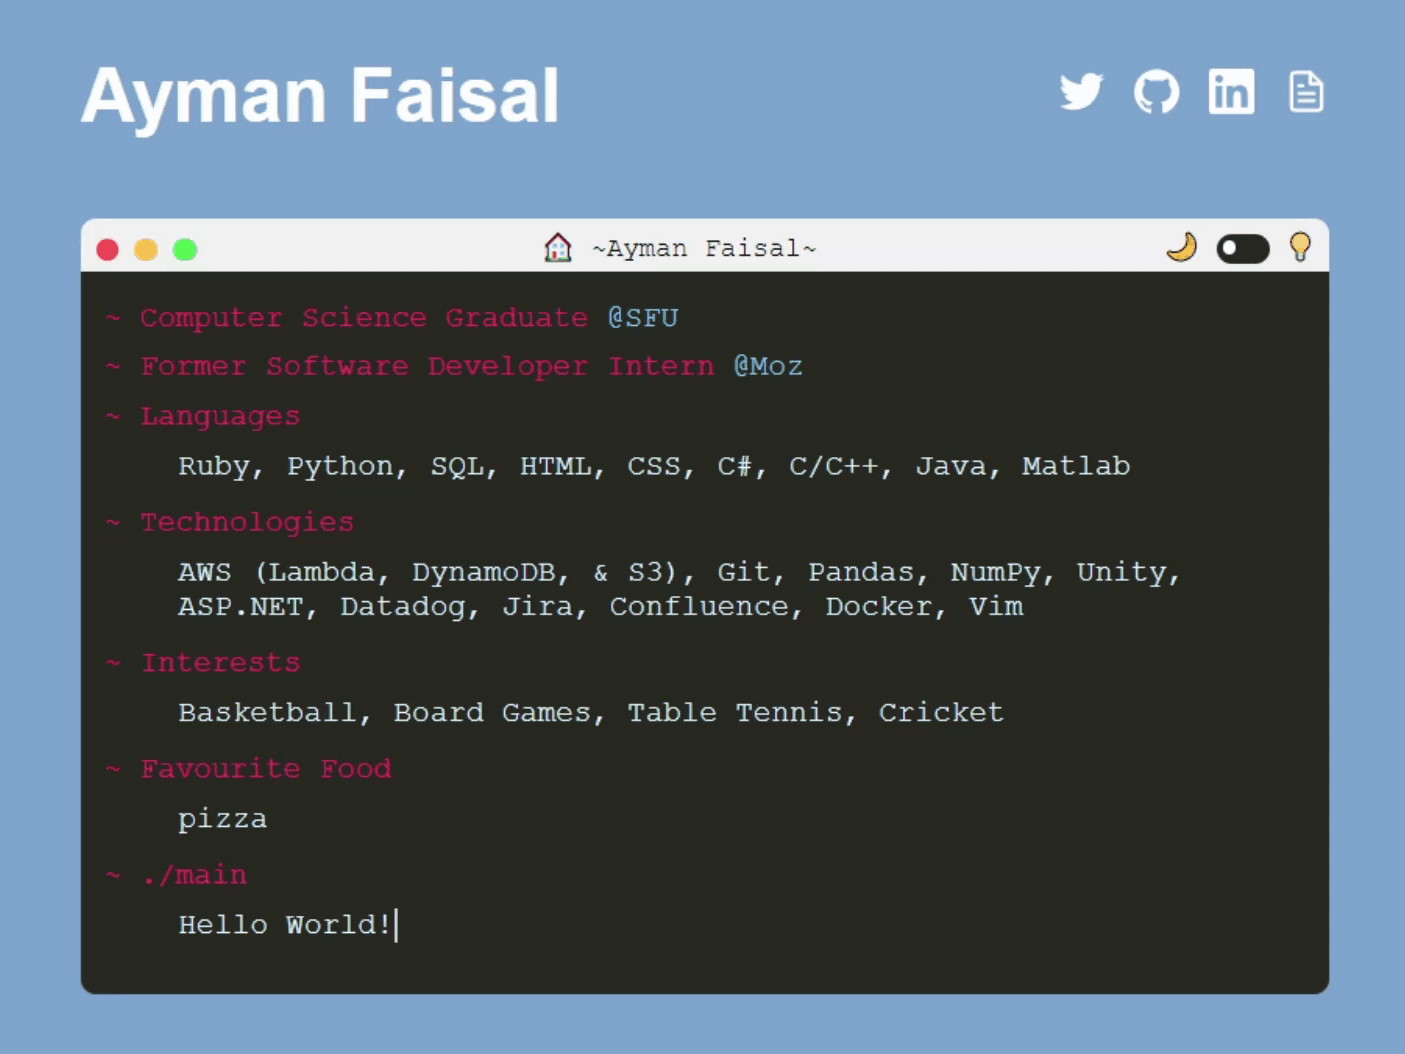 Ayman Faisal
~Ayman Faisal~
~ Computer Science Graduate @SFU
~ Former Software Developer Intern @Moz
~ Languages
Ruby, Python, SQL, HTML, CSS, C#, C/C++, Java, Matlab
~ Technologies
AWS (Lambda, DynamoDB, & S3), Git, Pandas, NumPy, Unity,
ASP.NET, Datadog, Jira, Confluence, Docker, Vim
~ Interests
Basketball, Board Games, Table Tennis, Cricket
~ Favourite Food
pizza
~ ./main
Hello World!